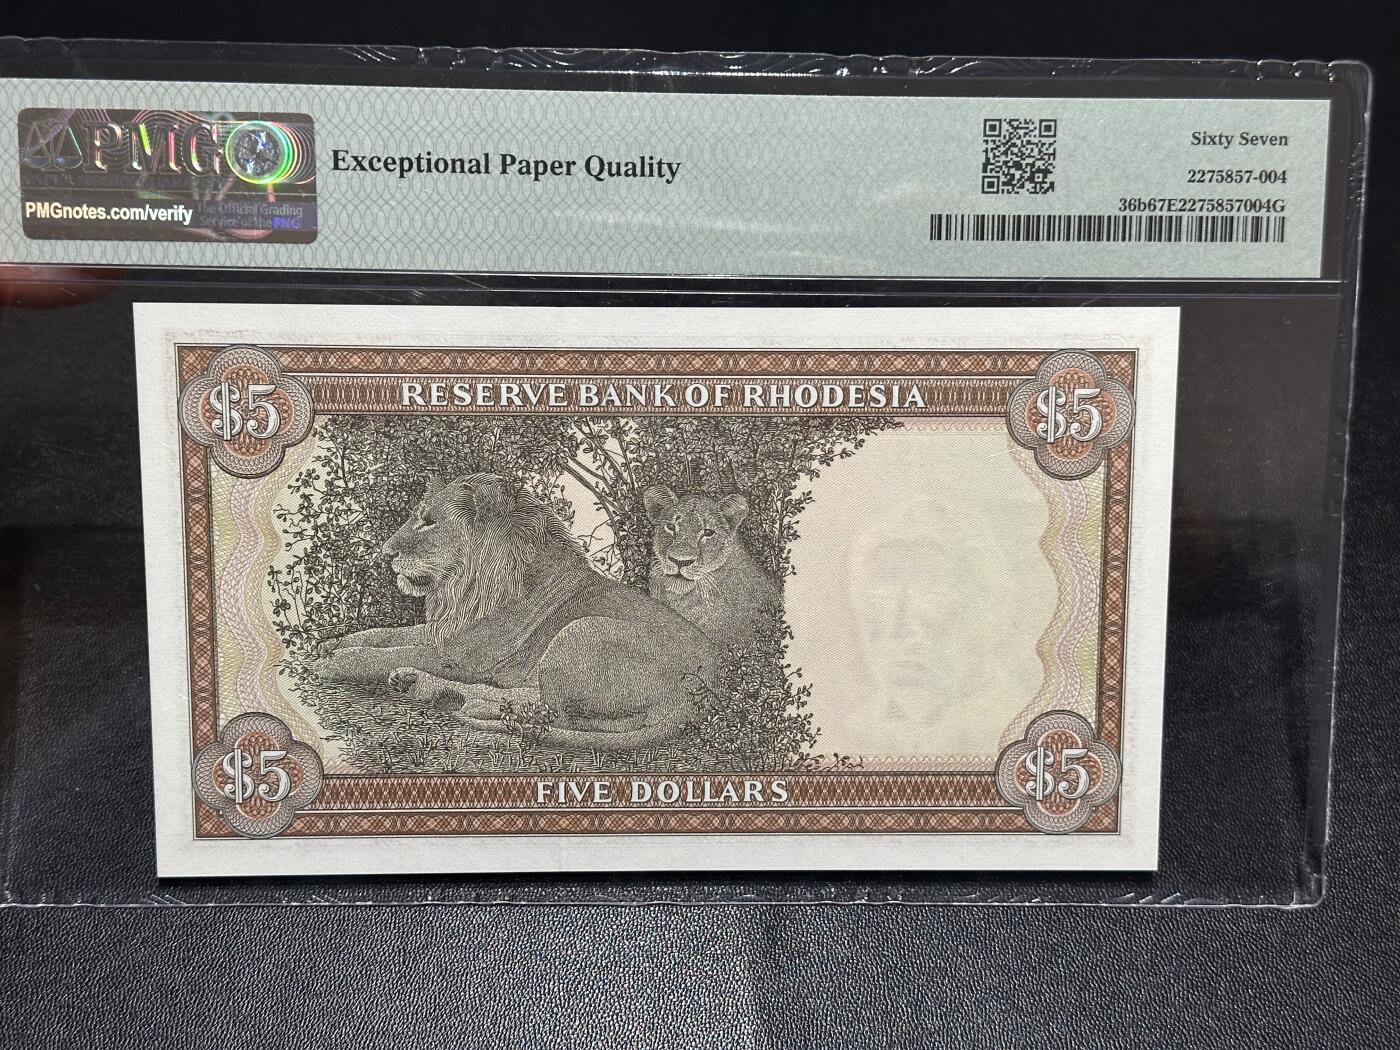 PMG
PMGnotes.com/verify
The Official Grading
Service of the PNG
Exceptional Paper Quality
Sixty Seven
2275857-004
36b67E2275857004G
$5
RESERVE BANK OF RHODESIA
$5
$5
FIVE DOLLARS
$5